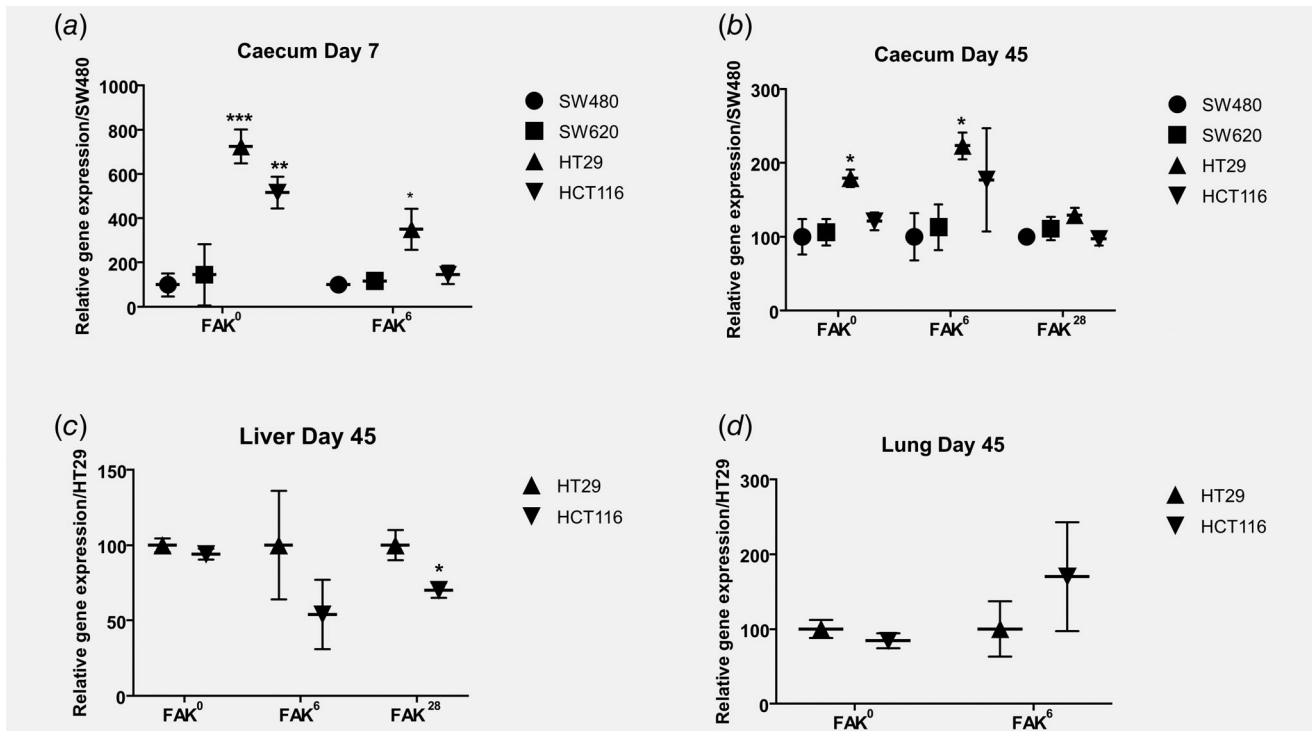 (a)
Caecum Day 7
Relative gene expression/SW480
1000
800
600
400
200
0
***
**
*
FAK⁰
FAK⁶
SW480
SW620
HT29
HCT116
(b)
Caecum Day 45
Relative gene expression/SW480
300
200
100
0
*
*
FAK⁰
FAK⁶
FAK²⁸
SW480
SW620
HT29
HCT116
(c)
Liver Day 45
Relative gene expression/HT29
150
100
50
0
*
FAK⁰
FAK⁶
FAK²⁸
HT29
HCT116
(d)
Lung Day 45
Relative gene expression/HT29
300
200
100
0
FAK⁰
FAK⁶
HT29
HCT116